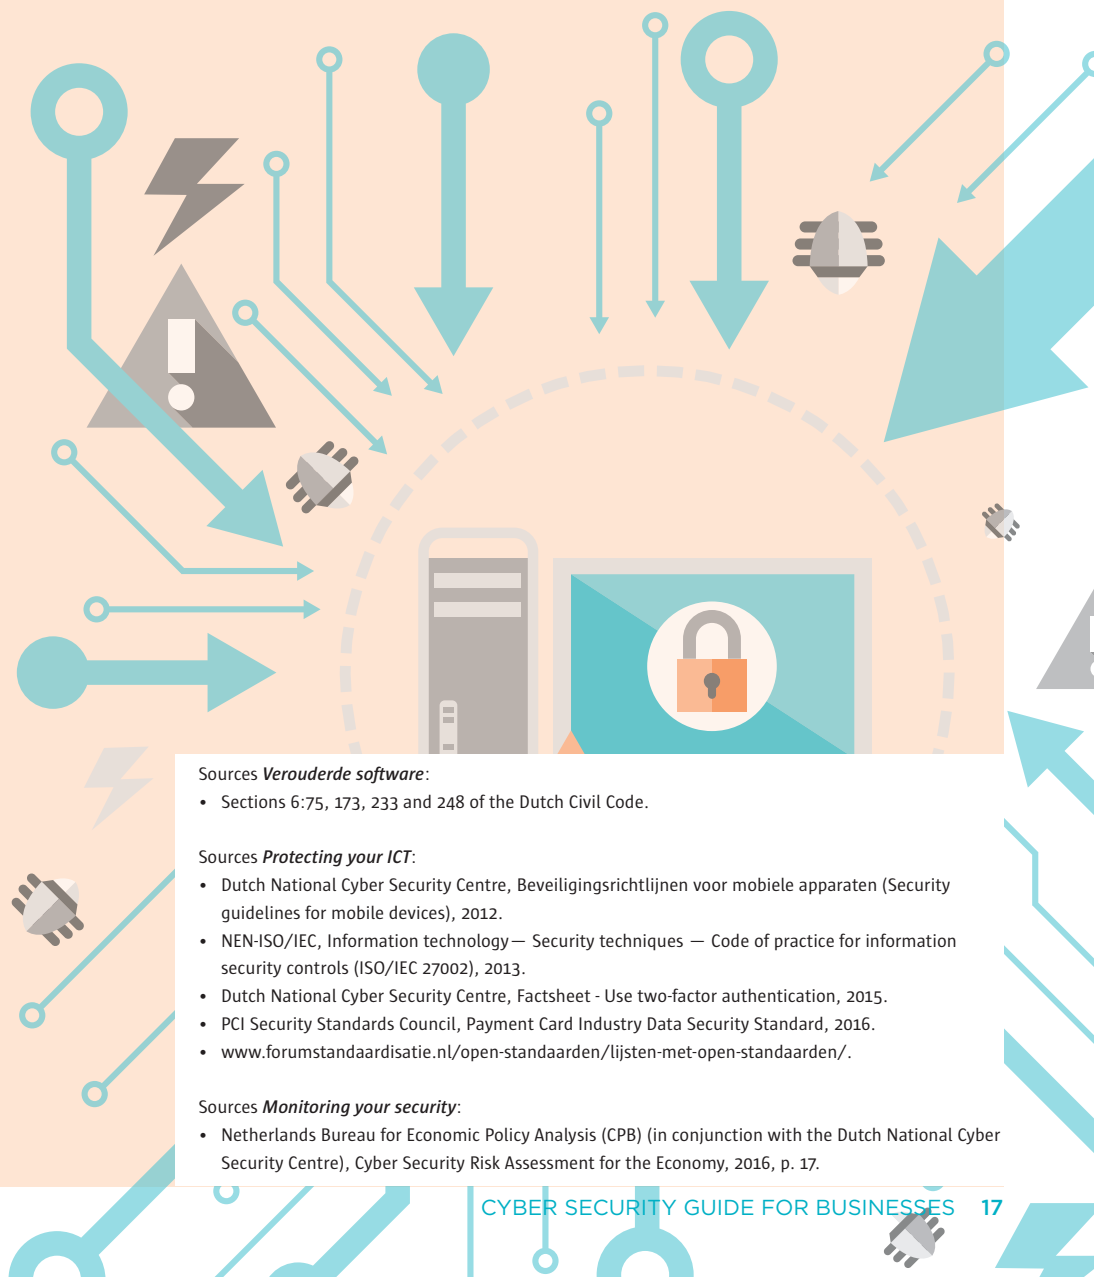 Sources Verouderde software:
• Sections 6:75, 173, 233 and 248 of the Dutch Civil Code.
Sources Protecting your ICT:
• Dutch National Cyber Security Centre, Beveiligingsrichtlijnen voor mobiele apparaten (Security
guidelines for mobile devices), 2012.
• NEN-ISO/IEC, Information technology— Security techniques — Code of practice for information
security controls (ISO/IEC 27002), 2013.
• Dutch National Cyber Security Centre, Factsheet - Use two-factor authentication, 2015.
• PCI Security Standards Council, Payment Card Industry Data Security Standard, 2016.
• www.forumstandaardisatie.nl/open-standaarden/lijsten-met-open-standaarden/.
Sources Monitoring your security:
• Netherlands Bureau for Economic Policy Analysis (CPB) (in conjunction with the Dutch National Cyber
Security Centre), Cyber Security Risk Assessment for the Economy, 2016, p. 17.
CYBER SECURITY GUIDE FOR BUSINESSES 17